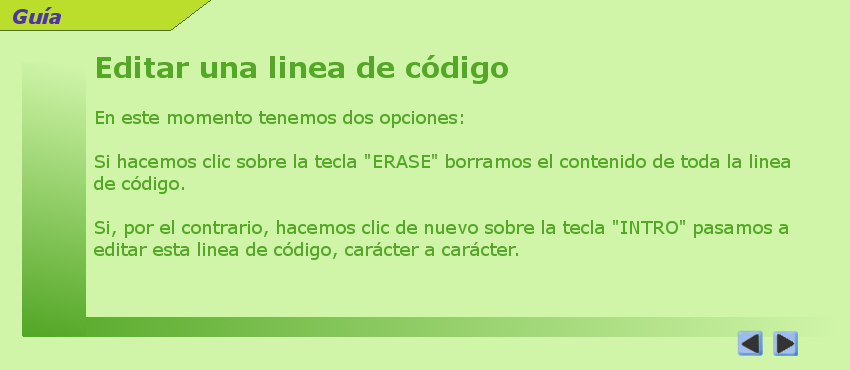 Guía
Editar una linea de código
En este momento tenemos dos opciones:
Si hacemos clic sobre la tecla "ERASE" borramos el contenido de toda la linea
de código.
Si, por el contrario, hacemos clic de nuevo sobre la tecla "INTRO" pasamos a
editar esta linea de código, carácter a carácter.